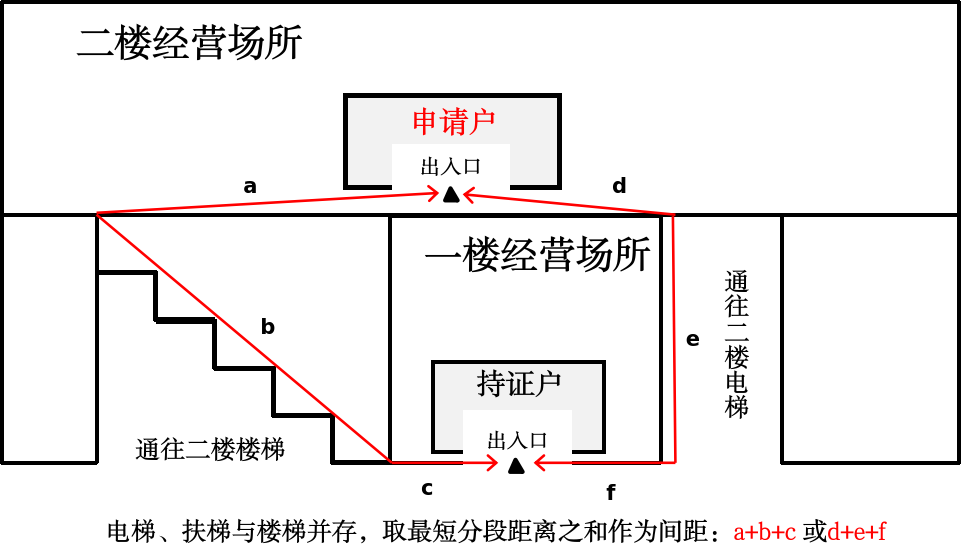 二楼经营场所
申请户
出入口
a
d
一楼经营场所
通往二楼电梯
b
e
持证户
出入口
通往二楼楼梯
c
f
电梯、扶梯与楼梯并存，取最短分段距离之和作为间距：a+b+c 或d+e+f